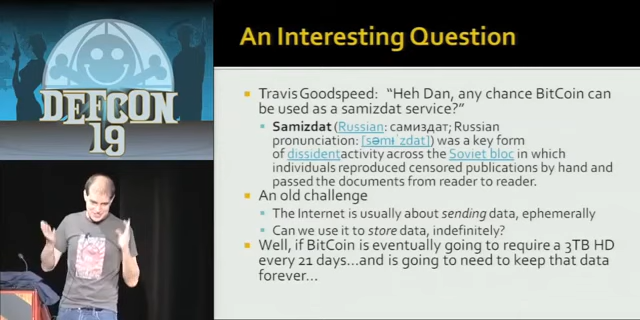 An Interesting Question
DEFCON
19
Travis Goodspeed: "Heh Dan, any chance BitCoin can
be used as a samizdat service?"
Samizdat (Russian: самиздат; Russian
pronunciation: [səmɨˈzdat]) was a key form
of dissidentactivity across the Soviet bloc in which
individuals reproduced censored publications by hand and
passed the documents from reader to reader.
An old challenge
The Internet is usually about sending data, ephemerally
Can we use it to store data, indefinitely?
Well, if BitCoin is eventually going to require a 3TB HD
every 21 days...and is going to need to keep that data
forever...